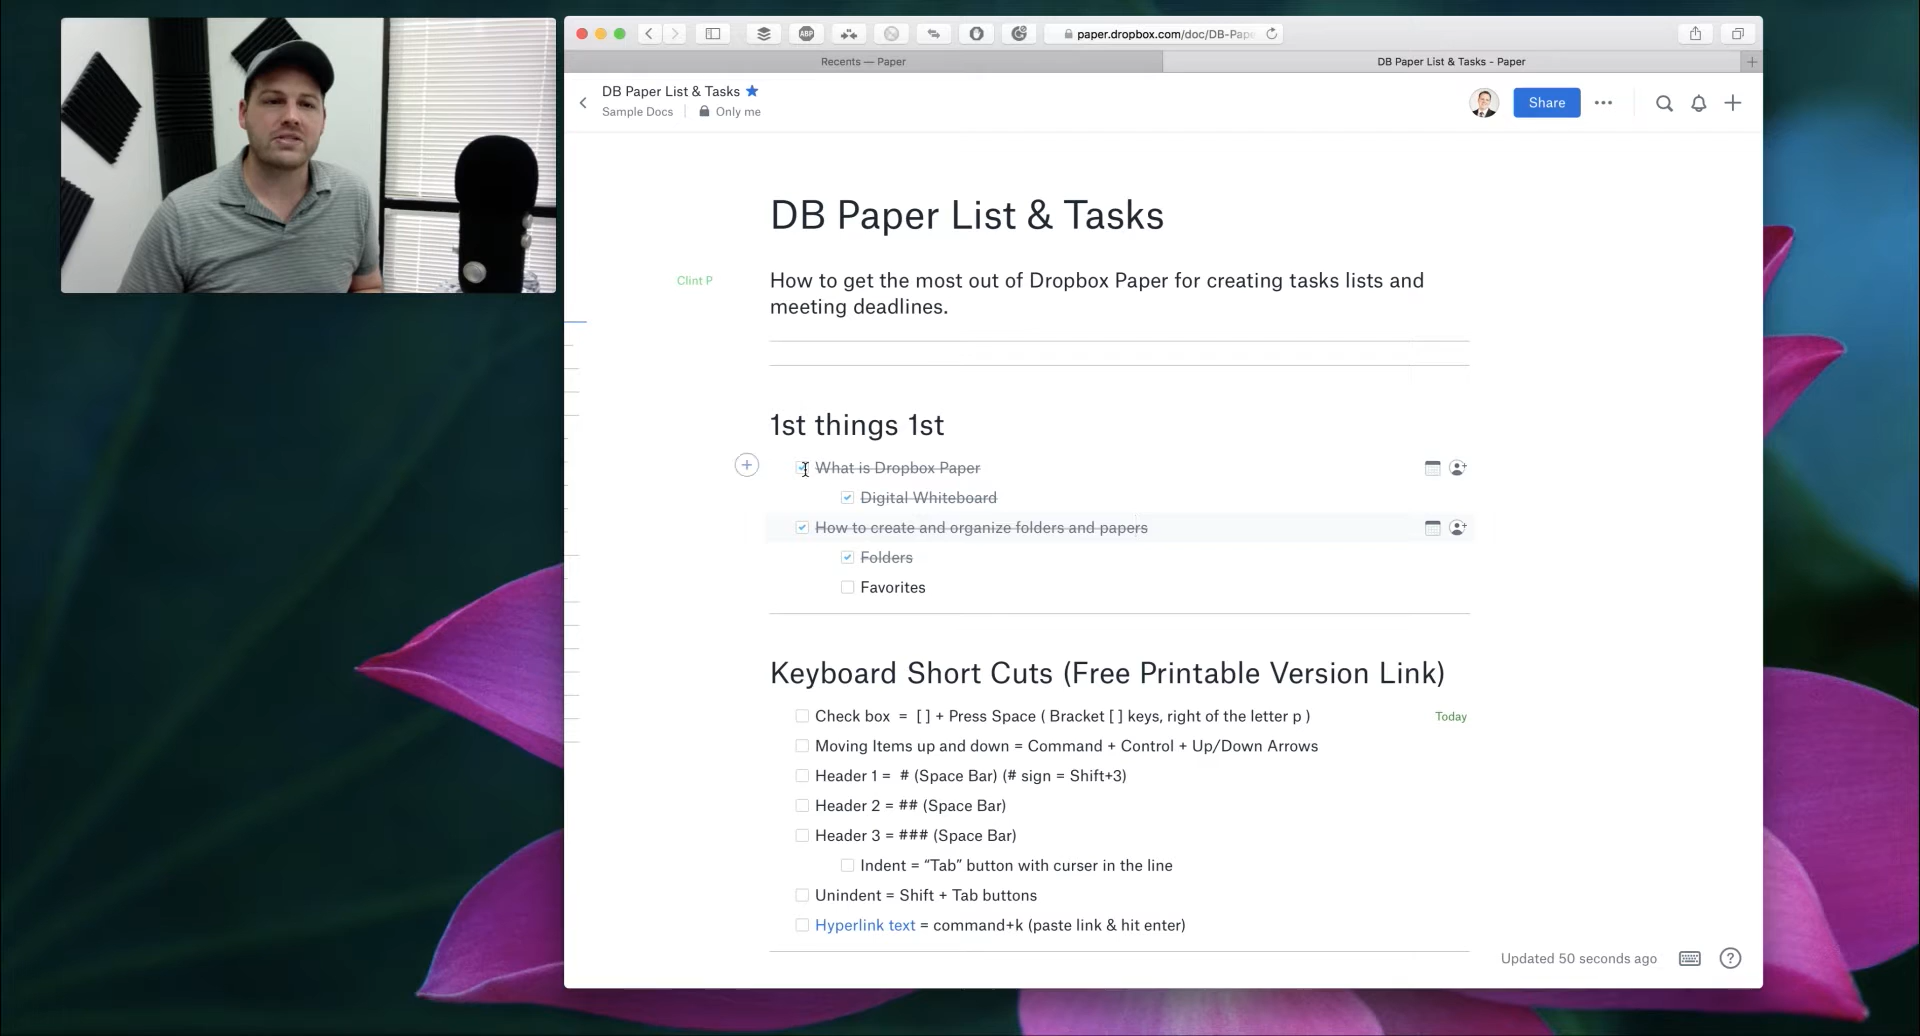 ABP
paper.dropbox.com/doc/DB-Pape
Recents — Paper
DB Paper List & Tasks - Paper
DB Paper List & Tasks
Sample Docs
Only me
Share
DB Paper List & Tasks
Clint P
How to get the most out of Dropbox Paper for creating tasks lists and
meeting deadlines.
1st things 1st
What is Dropbox Paper
Digital Whiteboard
How to create and organize folders and papers
Folders
Favorites
Keyboard Short Cuts (Free Printable Version Link)
Check box = [ ] + Press Space ( Bracket [ ] keys, right of the letter p )
Today
Moving Items up and down = Command + Control + Up/Down Arrows
Header 1 = # (Space Bar) (# sign = Shift+3)
Header 2 = ## (Space Bar)
Header 3 = ### (Space Bar)
Indent = “Tab” button with curser in the line
Unindent = Shift + Tab buttons
Hyperlink text = command+k (paste link & hit enter)
Updated 50 seconds ago
?